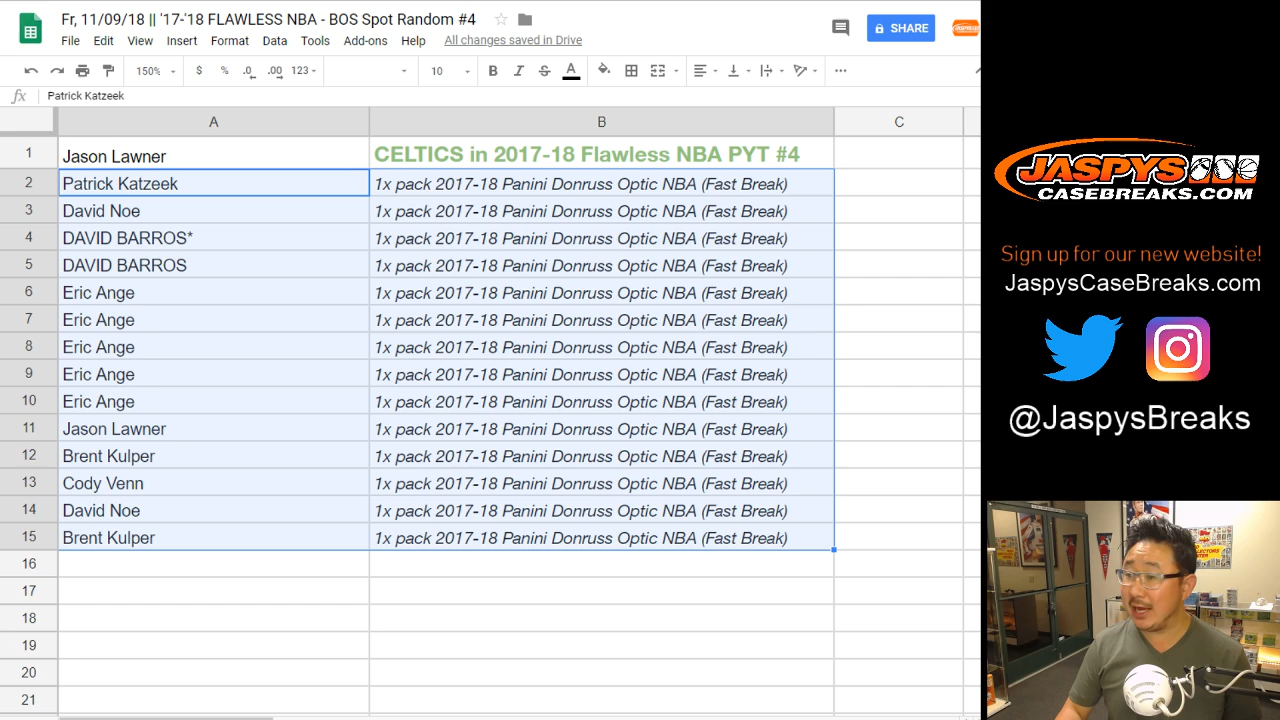 Fr, 11/09/18 || '17-'18 FLAWLESS NBA - BOS Spot Random #4
File Edit View Insert Format Data Tools Add-ons Help All changes saved in Drive
SHARE
150% $ % .0 .00 123 10 B I S A
fx Patrick Katzeek
A B C
1 Jason Lawner CELTICS in 2017-18 Flawless NBA PYT #4
2 Patrick Katzeek 1x pack 2017-18 Panini Donruss Optic NBA (Fast Break)
3 David Noe 1x pack 2017-18 Panini Donruss Optic NBA (Fast Break)
4 DAVID BARROS* 1x pack 2017-18 Panini Donruss Optic NBA (Fast Break)
5 DAVID BARROS 1x pack 2017-18 Panini Donruss Optic NBA (Fast Break)
6 Eric Ange 1x pack 2017-18 Panini Donruss Optic NBA (Fast Break)
7 Eric Ange 1x pack 2017-18 Panini Donruss Optic NBA (Fast Break)
8 Eric Ange 1x pack 2017-18 Panini Donruss Optic NBA (Fast Break)
9 Eric Ange 1x pack 2017-18 Panini Donruss Optic NBA (Fast Break)
10 Eric Ange 1x pack 2017-18 Panini Donruss Optic NBA (Fast Break)
11 Jason Lawner 1x pack 2017-18 Panini Donruss Optic NBA (Fast Break)
12 Brent Kulper 1x pack 2017-18 Panini Donruss Optic NBA (Fast Break)
13 Cody Venn 1x pack 2017-18 Panini Donruss Optic NBA (Fast Break)
14 David Noe 1x pack 2017-18 Panini Donruss Optic NBA (Fast Break)
15 Brent Kulper 1x pack 2017-18 Panini Donruss Optic NBA (Fast Break)
16
17
18
19
20
21
JASPYS
CASEBREAKS.COM
Sign up for our new website!
JaspysCaseBreaks.com
@JaspysBreaks